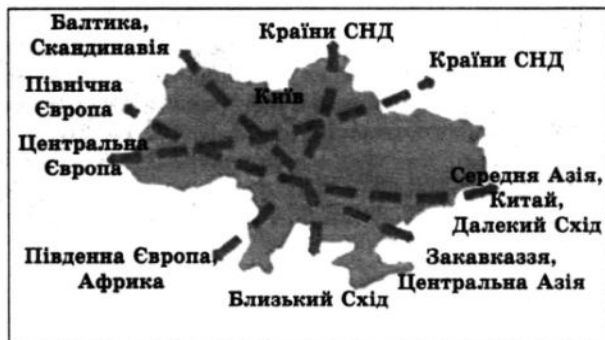 Балтика,
Скандинавія
Країни СНД
Країни СНД
Північна
Європа
Київ
Центральна
Європа
Середня Азія,
Китай,
Далекий Схід
Південна Європа,
Африка
Закавказзя,
Центральна Азія
Близький Схід